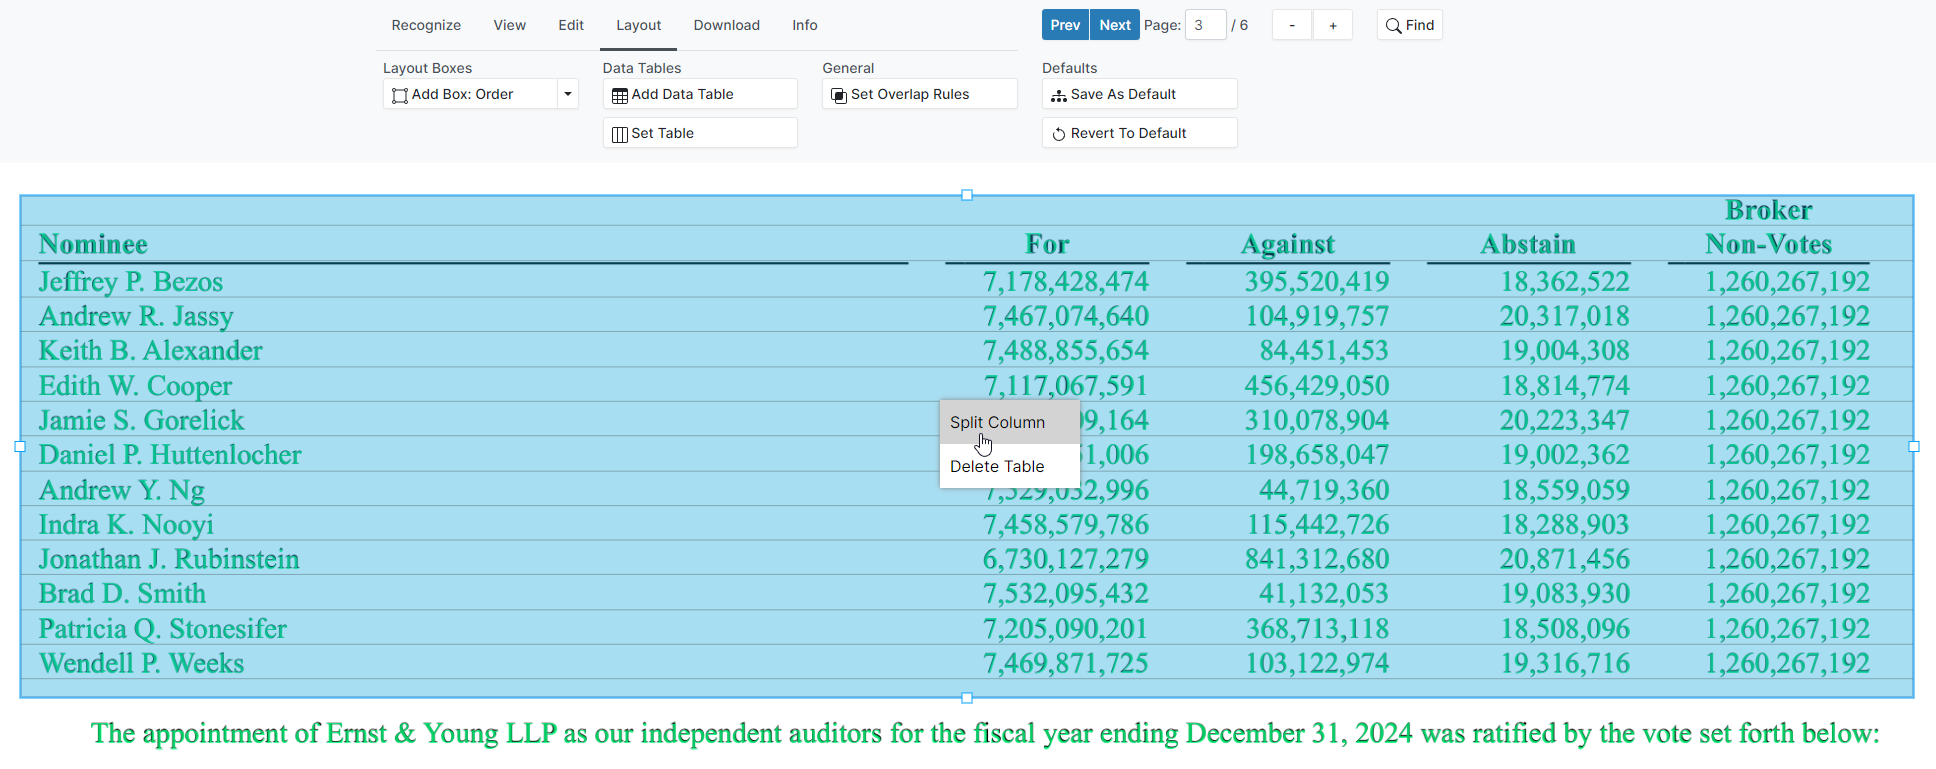 Recognize View Edit Layout Download Info Prev Next Page: 3 / 6 - + Find
Layout Boxes Data Tables General Defaults
Add Box: Order Add Data Table Set Overlap Rules Save As Default
Set Table Revert To Default
Broker
Nominee For Against Abstain Non-Votes
Jeffrey P. Bezos 7,178,428,474 395,520,419 18,362,522 1,260,267,192
Andrew R. Jassy 7,467,074,640 104,919,757 20,317,018 1,260,267,192
Keith B. Alexander 7,488,855,654 84,451,453 19,004,308 1,260,267,192
Edith W. Cooper 7,117,067,591 456,429,050 18,814,774 1,260,267,192
Jamie S. Gorelick 9,164 310,078,904 20,223,347 1,260,267,192
Split Column
Daniel P. Huttenlocher 1,006 198,658,047 19,002,362 1,260,267,192
Delete Table
Andrew Y. Ng 7,529,032,996 44,719,360 18,559,059 1,260,267,192
Indra K. Nooyi 7,458,579,786 115,442,726 18,288,903 1,260,267,192
Jonathan J. Rubinstein 6,730,127,279 841,312,680 20,871,456 1,260,267,192
Brad D. Smith 7,532,095,432 41,132,053 19,083,930 1,260,267,192
Patricia Q. Stonesifer 7,205,090,201 368,713,118 18,508,096 1,260,267,192
Wendell P. Weeks 7,469,871,725 103,122,974 19,316,716 1,260,267,192
The appointment of Ernst & Young LLP as our independent auditors for the fiscal year ending December 31, 2024 was ratified by the vote set forth below: